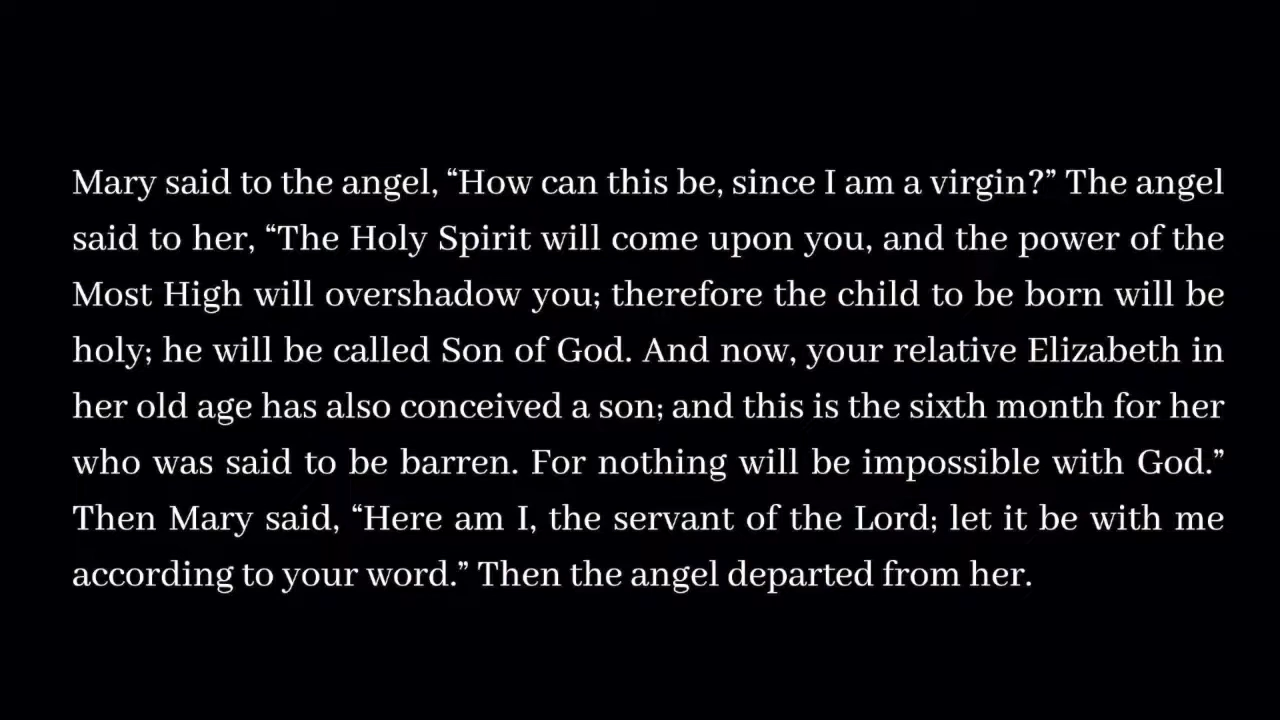 Mary said to the angel, “How can this be, since I am a virgin?” The angel
said to her, “The Holy Spirit will come upon you, and the power of the
Most High will overshadow you; therefore the child to be born will be
holy; he will be called Son of God. And now, your relative Elizabeth in
her old age has also conceived a son; and this is the sixth month for her
who was said to be barren. For nothing will be impossible with God.”
Then Mary said, “Here am I, the servant of the Lord; let it be with me
according to your word.” Then the angel departed from her.